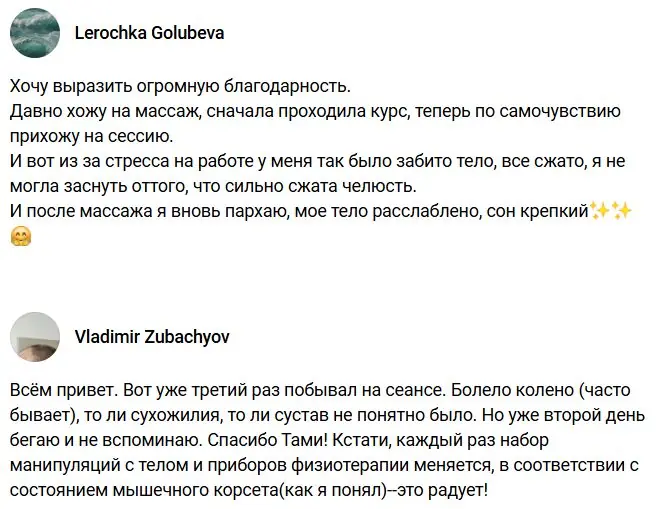 Lerochka Golubeva
Хочу выразить огромную благодарность.
Давно хожу на массаж, сначала проходила курс, теперь по самочувствию
прихожу на сессию.
И вот из за стресса на работе у меня так было забито тело, все сжато, я не
могла заснуть оттого, что сильно сжата челюсть.
И после массажа я вновь пархаю, мое тело расслаблено, сон крепкий✨✨
🤗
Vladimir Zubachyov
Всём привет. Вот уже третий раз побывал на сеансе. Болело колено (часто
бывает), то ли сухожилия, то ли сустав не понятно было. Но уже второй день
бегаю и не вспоминаю. Спасибо Тами! Кстати, каждый раз набор
манипуляций с телом и приборов физиотерапии меняется, в соответствии с
состоянием мышечного корсета(как я понял)--это радует!